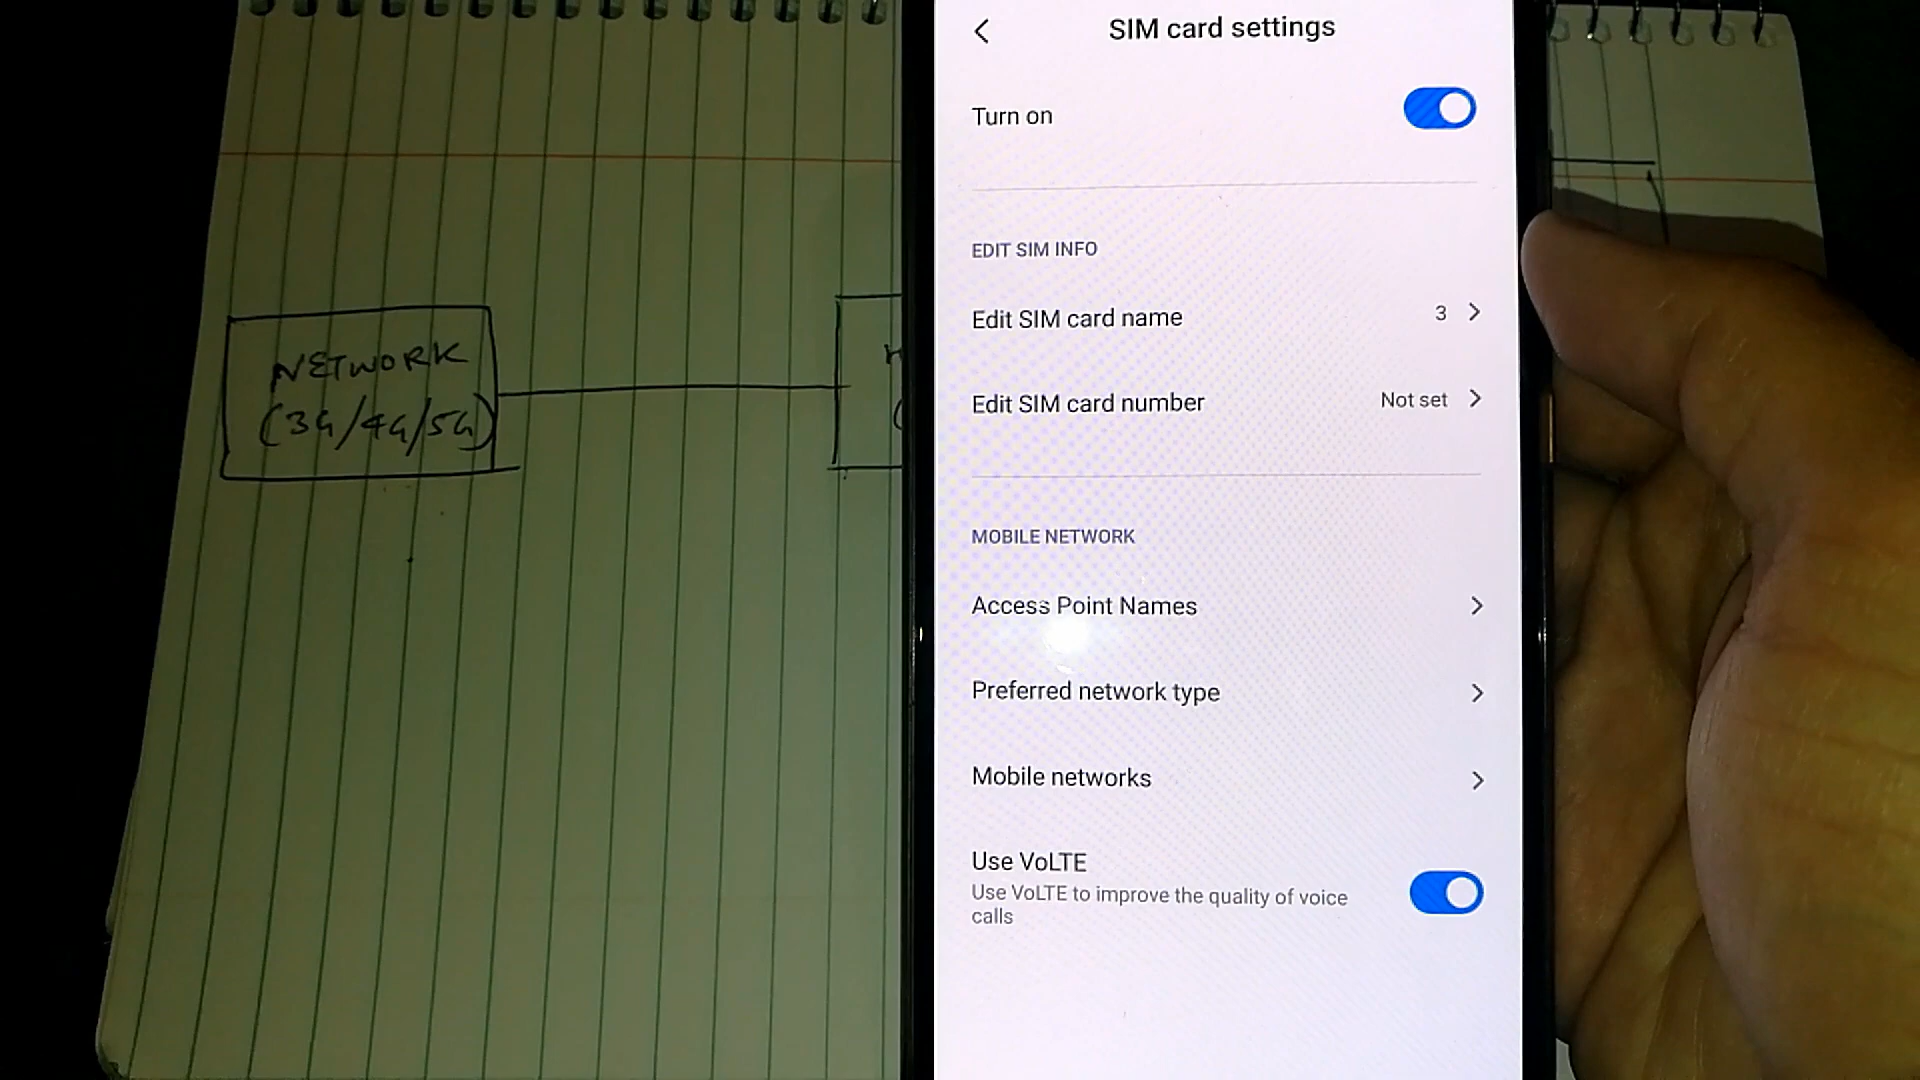 NETWORK
(3G/4G/5G)
SIM card settings
Turn on
EDIT SIM INFO
Edit SIM card name 3
Edit SIM card number Not set
MOBILE NETWORK
Access Point Names
Preferred network type
Mobile networks
Use VoLTE
Use VoLTE to improve the quality of voice
calls